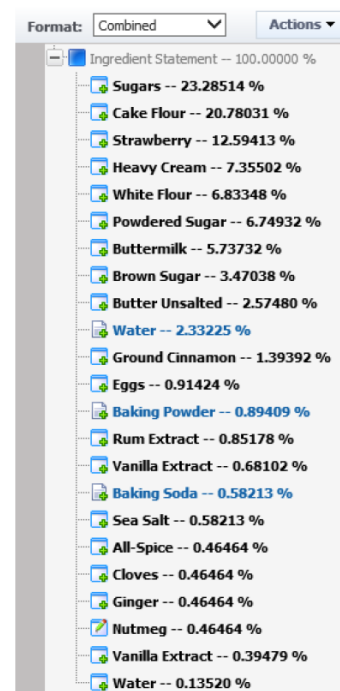 Format: Combined Actions
Ingredient Statement -- 100.00000 %
Sugars -- 23.28514 %
Cake Flour -- 20.78031 %
Strawberry -- 12.59413 %
Heavy Cream -- 7.35502 %
White Flour -- 6.83348 %
Powdered Sugar -- 6.74932 %
Buttermilk -- 5.73732 %
Brown Sugar -- 3.47038 %
Butter Unsalted -- 2.57480 %
Water -- 2.33225 %
Ground Cinnamon -- 1.39392 %
Eggs -- 0.91424 %
Baking Powder -- 0.89409 %
Rum Extract -- 0.85178 %
Vanilla Extract -- 0.68102 %
Baking Soda -- 0.58213 %
Sea Salt -- 0.58213 %
All-Spice -- 0.46464 %
Cloves -- 0.46464 %
Ginger -- 0.46464 %
Nutmeg -- 0.46464 %
Vanilla Extract -- 0.39479 %
Water -- 0.13520 %